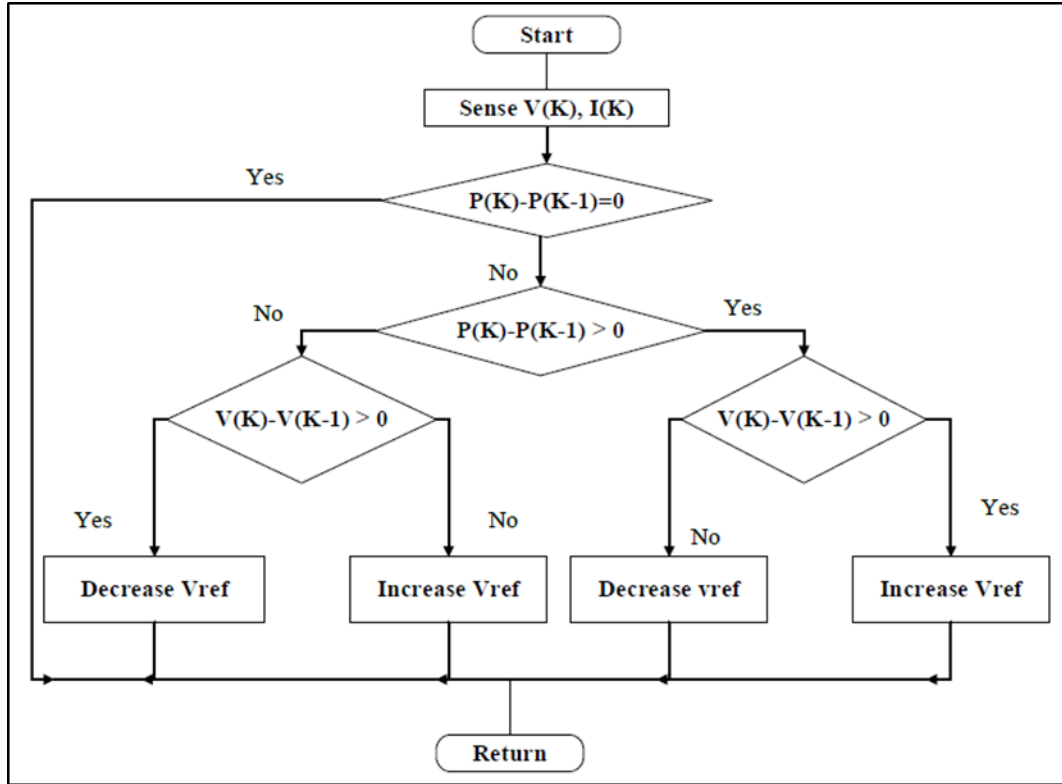 Start
Sense V(K), I(K)
Yes
P(K)-P(K-1)=0
No
No
Yes
P(K)-P(K-1) > 0
V(K)-V(K-1) > 0
V(K)-V(K-1) > 0
Yes
No
No
Yes
Decrease Vref
Increase Vref
Decrease vref
Increase Vref
Return